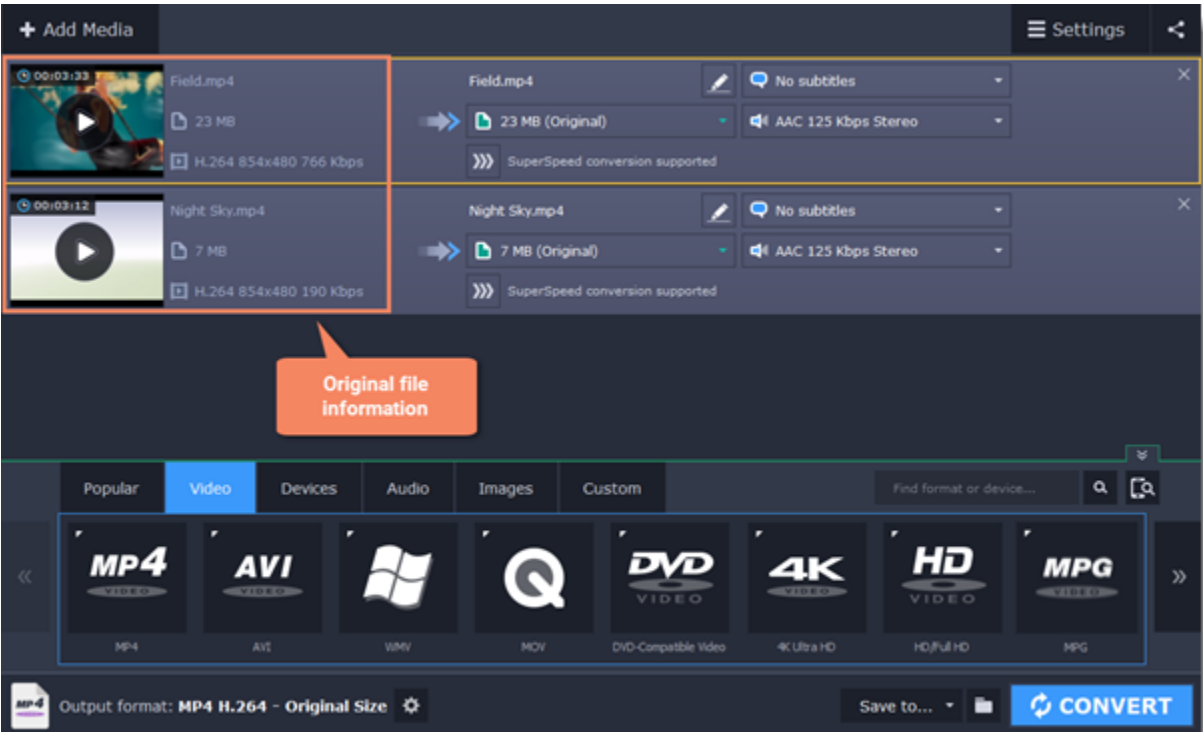 + Add Media
Settings
00:03:33
Field.mp4
Field.mp4
No subtitles
23 MB
23 MB (Original)
AAC 125 Kbps Stereo
H.264 854x480 766 Kbps
SuperSpeed conversion supported
00:03:12
Night Sky.mp4
Night Sky.mp4
No subtitles
7 MB
7 MB (Original)
AAC 125 Kbps Stereo
H.264 854x480 190 Kbps
SuperSpeed conversion supported
Original file
information
Popular
Video
Devices
Audio
Images
Custom
Find format or device...
MP4
VIDEO
AVI
VIDEO
DVD
VIDEO
4K
VIDEO
HD
VIDEO
MPG
VIDEO
MP4
AVI
WMV
MOV
DVD-Compatible Video
4K Ultra HD
HD/Full HD
MPG
MP4
Output format: MP4 H.264 - Original Size
Save to...
CONVERT